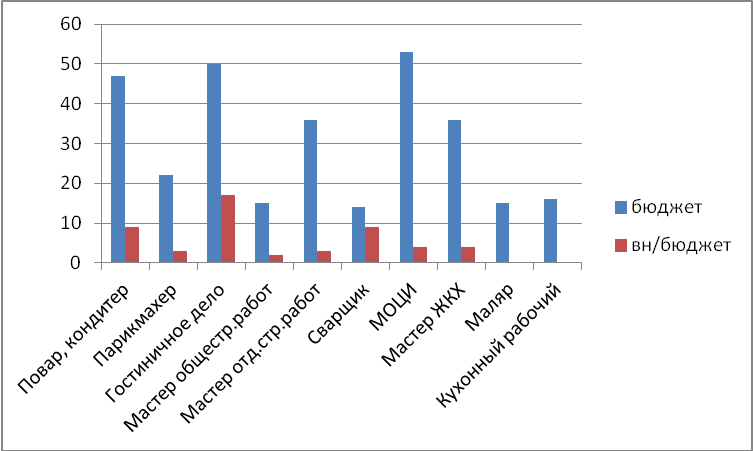 60
50
40
30
20
10
0
Повар, кондитер
Парикмахер
Гостиничное дело
Мастер общестр.работ
Мастер отд.стр.работ
Сварщик
МОЦИ
Мастер ЖКХ
Маляр
Кухонный рабочий
бюджет
вн/бюджет